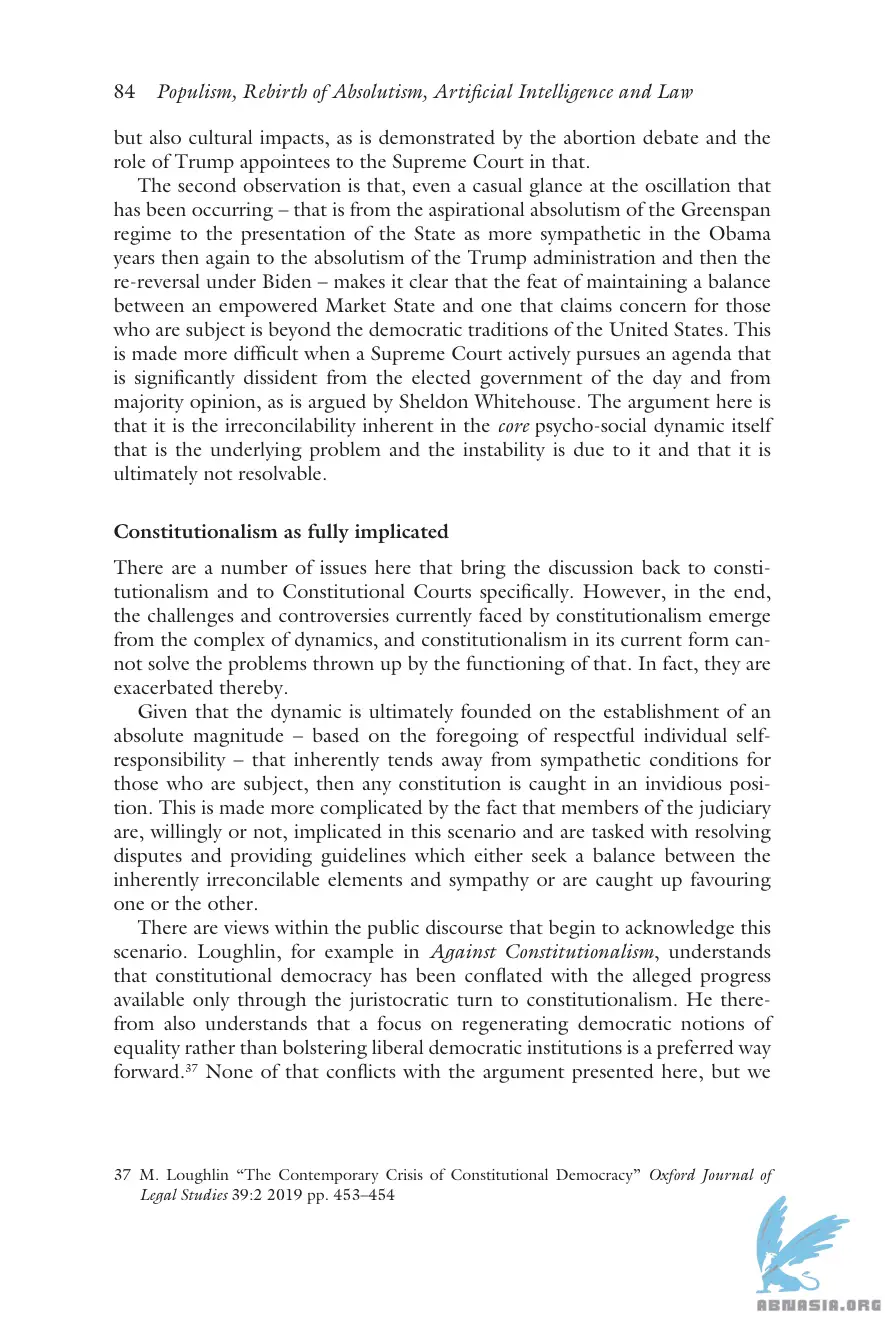 84 Populism, Rebirth of Absolutism, Artificial Intelligence and Law
but also cultural impacts, as is demonstrated by the abortion debate and the
role of Trump appointees to the Supreme Court in that.
The second observation is that, even a casual glance at the oscillation that
has been occurring – that is from the aspirational absolutism of the Greenspan
regime to the presentation of the State as more sympathetic in the Obama
years then again to the absolutism of the Trump administration and then the
re-reversal under Biden – makes it clear that the feat of maintaining a balance
between an empowered Market State and one that claims concern for those
who are subject is beyond the democratic traditions of the United States. This
is made more difficult when a Supreme Court actively pursues an agenda that
is significantly dissident from the elected government of the day and from
majority opinion, as is argued by Sheldon Whitehouse. The argument here is
that it is the irreconcilability inherent in the core psycho-social dynamic itself
that is the underlying problem and the instability is due to it and that it is
ultimately not resolvable.
Constitutionalism as fully implicated
There are a number of issues here that bring the discussion back to consti-
tutionalism and to Constitutional Courts specifically. However, in the end,
the challenges and controversies currently faced by constitutionalism emerge
from the complex of dynamics, and constitutionalism in its current form can-
not solve the problems thrown up by the functioning of that. In fact, they are
exacerbated thereby.
Given that the dynamic is ultimately founded on the establishment of an
absolute magnitude – based on the foregoing of respectful individual self-
responsibility – that inherently tends away from sympathetic conditions for
those who are subject, then any constitution is caught in an invidious posi-
tion. This is made more complicated by the fact that members of the judiciary
are, willingly or not, implicated in this scenario and are tasked with resolving
disputes and providing guidelines which either seek a balance between the
inherently irreconcilable elements and sympathy or are caught up favouring
one or the other.
There are views within the public discourse that begin to acknowledge this
scenario. Loughlin, for example in Against Constitutionalism, understands
that constitutional democracy has been conflated with the alleged progress
available only through the juristocratic turn to constitutionalism. He there-
from also understands that a focus on regenerating democratic notions of
equality rather than bolstering liberal democratic institutions is a preferred way
forward.³⁷ None of that conflicts with the argument presented here, but we
37 M. Loughlin “The Contemporary Crisis of Constitutional Democracy” Oxford Journal of
Legal Studies 39:2 2019 pp. 453–454
ABNASIA.ORG